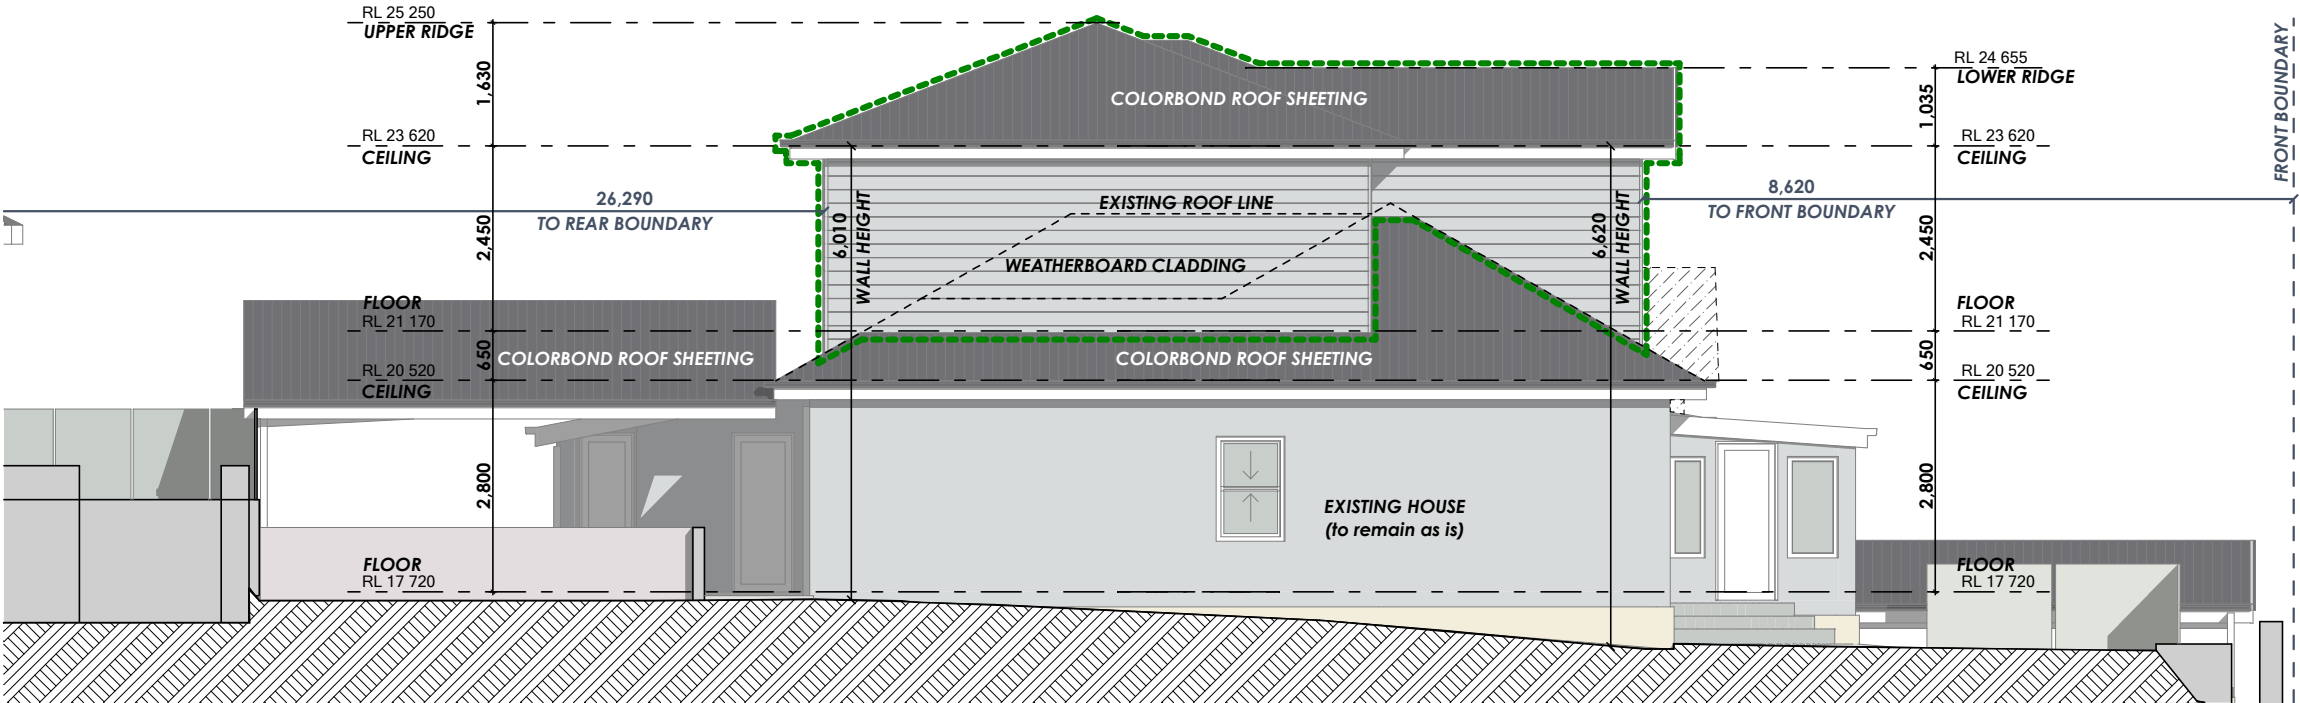 RL 25 250
UPPER RIDGE
1,630
RL 23 620
CEILING
2,450
FLOOR
RL 21 170
650
RL 20 520
CEILING
2,800
FLOOR
RL 17 720
26,290
TO REAR BOUNDARY
COLORBOND ROOF SHEETING
COLORBOND ROOF SHEETING
6,010
WALL HEIGHT
EXISTING ROOF LINE
WEATHERBOARD CLADDING
COLORBOND ROOF SHEETING
6,620
WALL HEIGHT
EXISTING HOUSE
(to remain as is)
8,620
TO FRONT BOUNDARY
RL 24 655
LOWER RIDGE
1,035
RL 23 620
CEILING
2,450
FLOOR
RL 21 170
650
RL 20 520
CEILING
2,800
FLOOR
RL 17 720
FRONT BOUNDARY